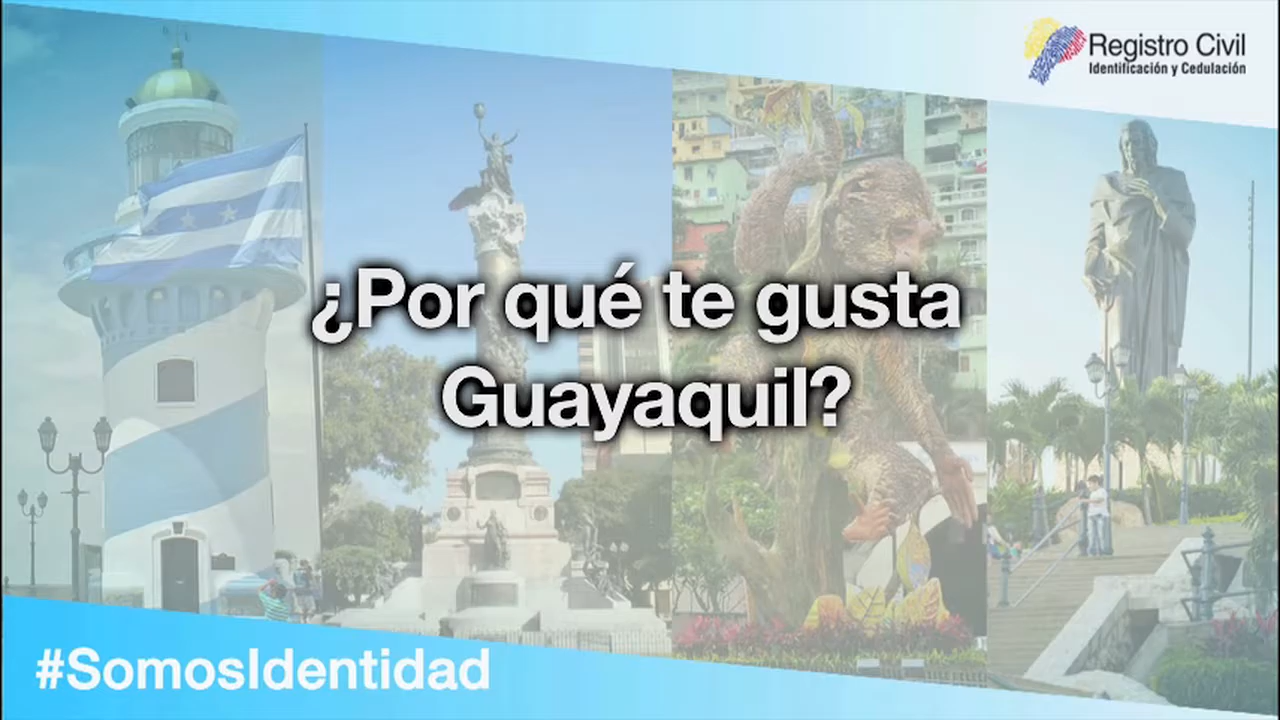 Registro Civil
Identificación y Cedulación
¿Por qué te gusta
Guayaquil?
#SomosIdentidad